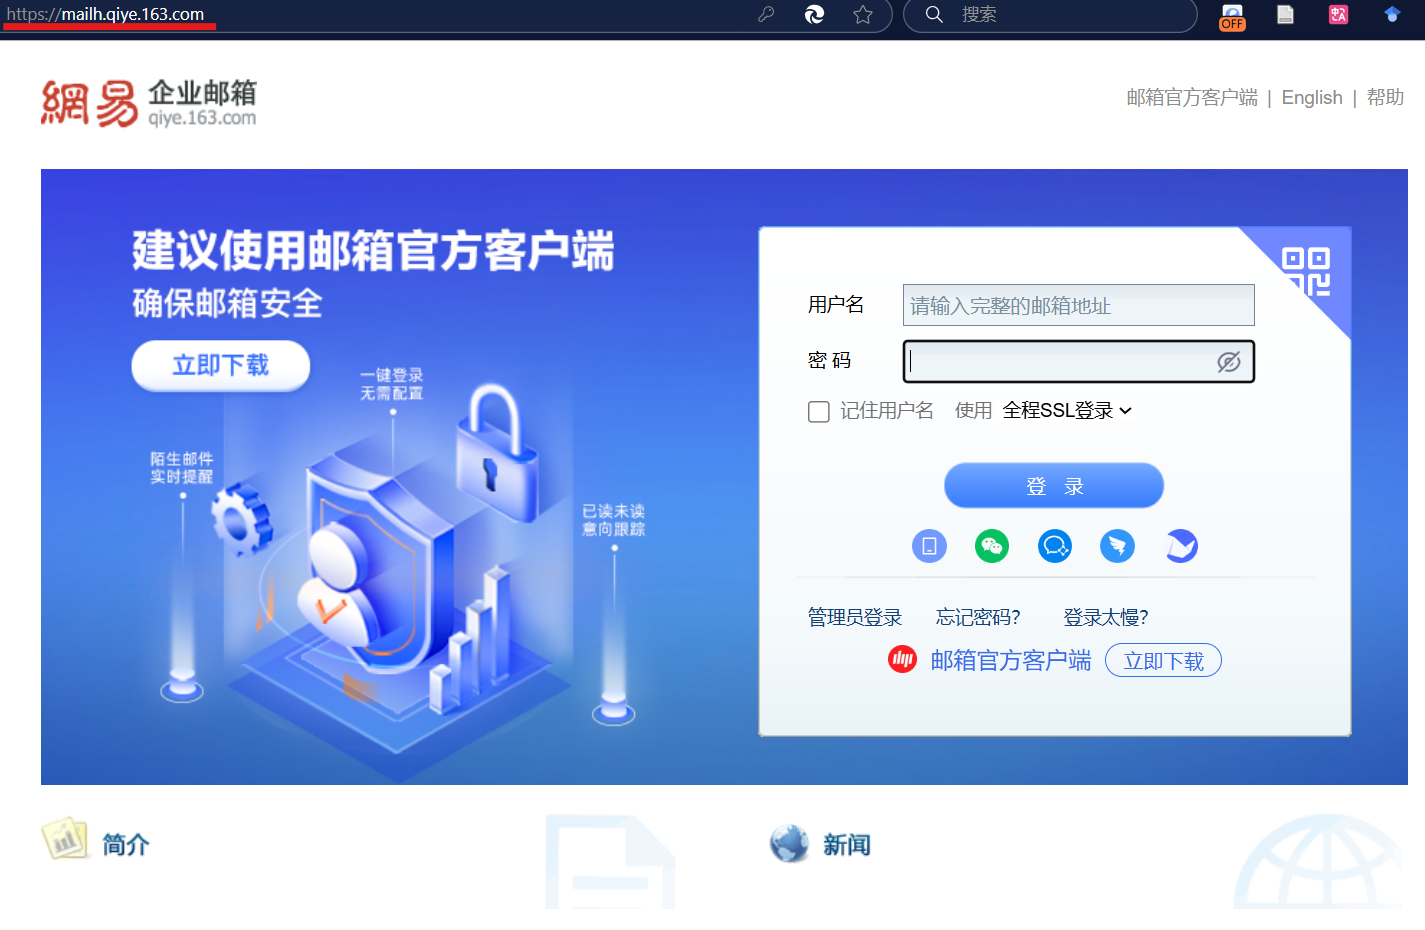 https://mailh.qiye.163.com
搜索
OFF
中A
網易 企业邮箱
qiye.163.com
邮箱官方客户端 | English | 帮助
建议使用邮箱官方客户端
确保邮箱安全
立即下载
一键登录
无需配置
陌生邮件
实时提醒
已读未读
意向跟踪
用户名 请输入完整的邮箱地址
密 码
记住用户名 使用 全程SSL登录
登 录
管理员登录 忘记密码? 登录太慢?
邮箱官方客户端 立即下载
简介
新闻